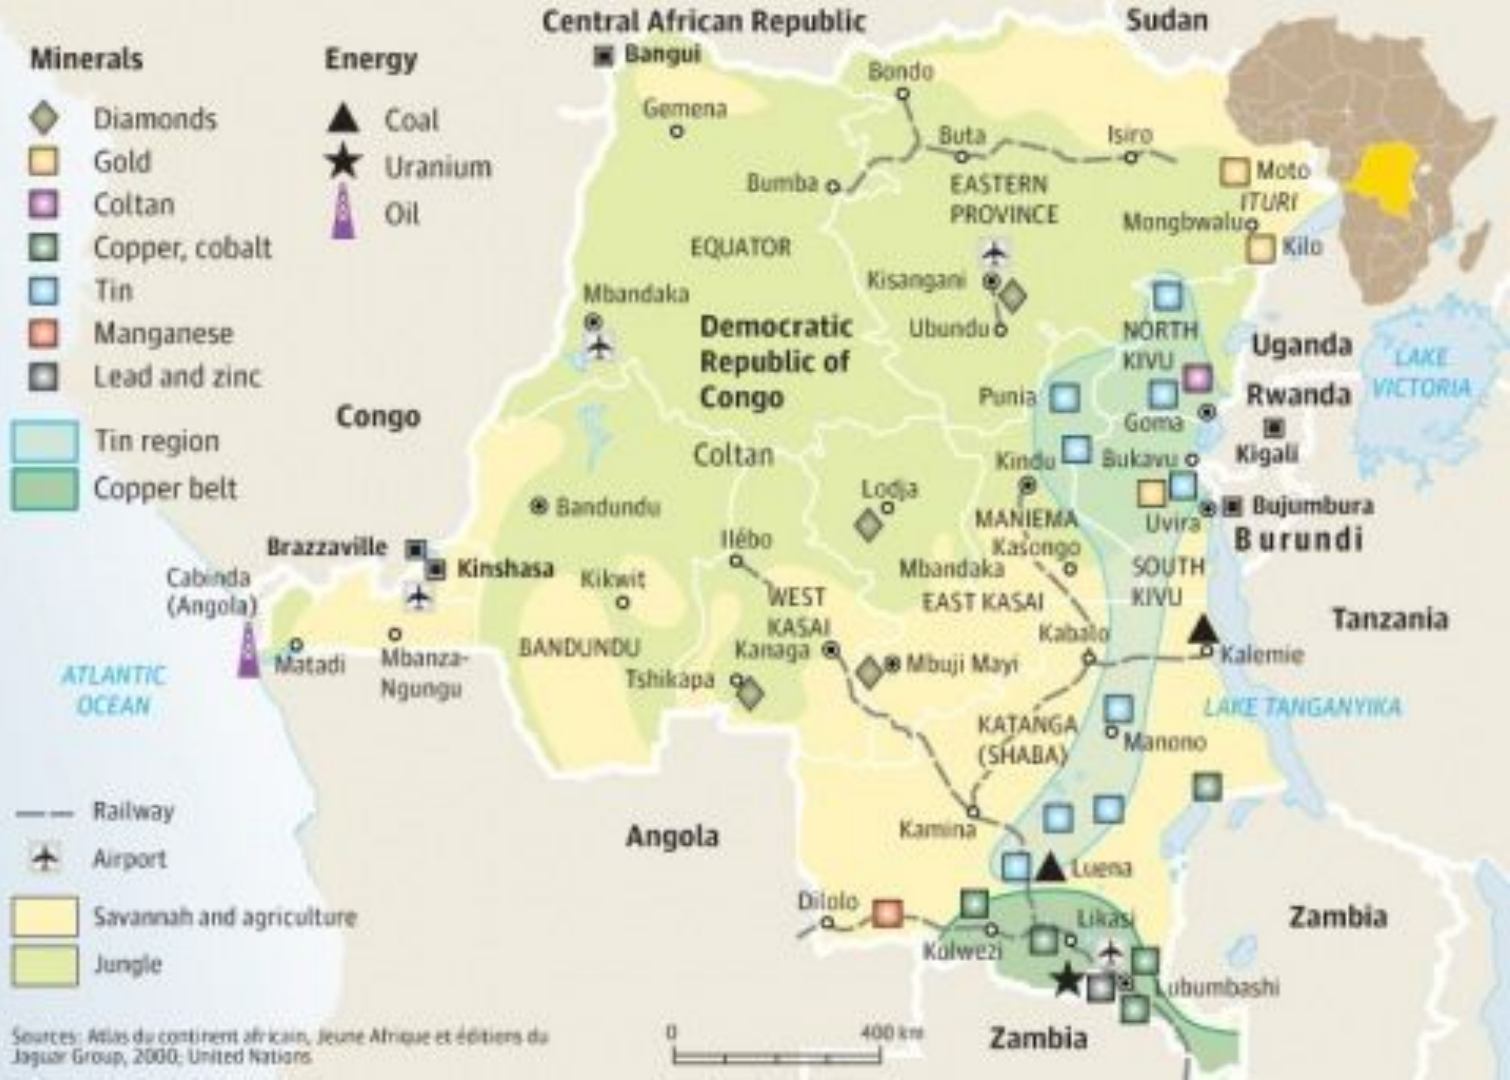 Minerals
Diamonds
Gold
Coltan
Copper, cobalt
Tin
Manganese
Lead and zinc
Tin region
Copper belt
Energy
Coal
Uranium
Oil
Central African Republic
Sudan
Bangui
Bondo
Gemena
Buta
Isiro
Bumba
EASTERN
PROVINCE
Moto
ITURI
Mongbwalu
Kilo
EQUATOR
Kisangani
Mbandaka
Ubundu
Democratic
Republic of
Congo
NORTH
KIVU
Uganda
LAKE
VICTORIA
Punia
Rwanda
Congo
Goma
Kigali
Coltan
Kindu
Bukavu
Lodja
Bandundu
MANIEMA
Uvira
Bujumbura
Burundi
Brazzaville
Ilébo
Kasongo
Kinshasa
Kikwit
Mbandaka
SOUTH
KIVU
Cabinda
(Angola)
WEST
KASAI
EAST KASAI
Tanzania
Matadi
Mbanza-
Ngungu
BANDUNDU
Kanaga
Kabalo
Kalemie
Mbuji Mayi
Tshikapa
ATLANTIC
OCEAN
LAKE TANGANYIKA
KATANGA
(SHABA)
Manono
Kamina
Angola
Luena
Dilolo
Likasi
Zambia
Kolwezi
Lubumbashi
Zambia
Railway
Airport
Savannah and agriculture
Jungle
0 400 km
Sources: Atlas du continent africain, Jeune Afrique et éditions du
Jaguar Group, 2000; United Nations